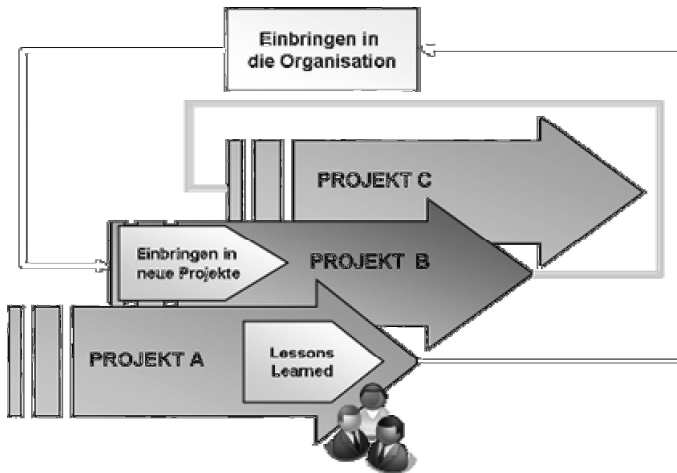 Einbringen in
die Organisation
PROJEKT C
Einbringen in
neue Projekte
PROJEKT B
PROJEKT A
Lessons
Learned